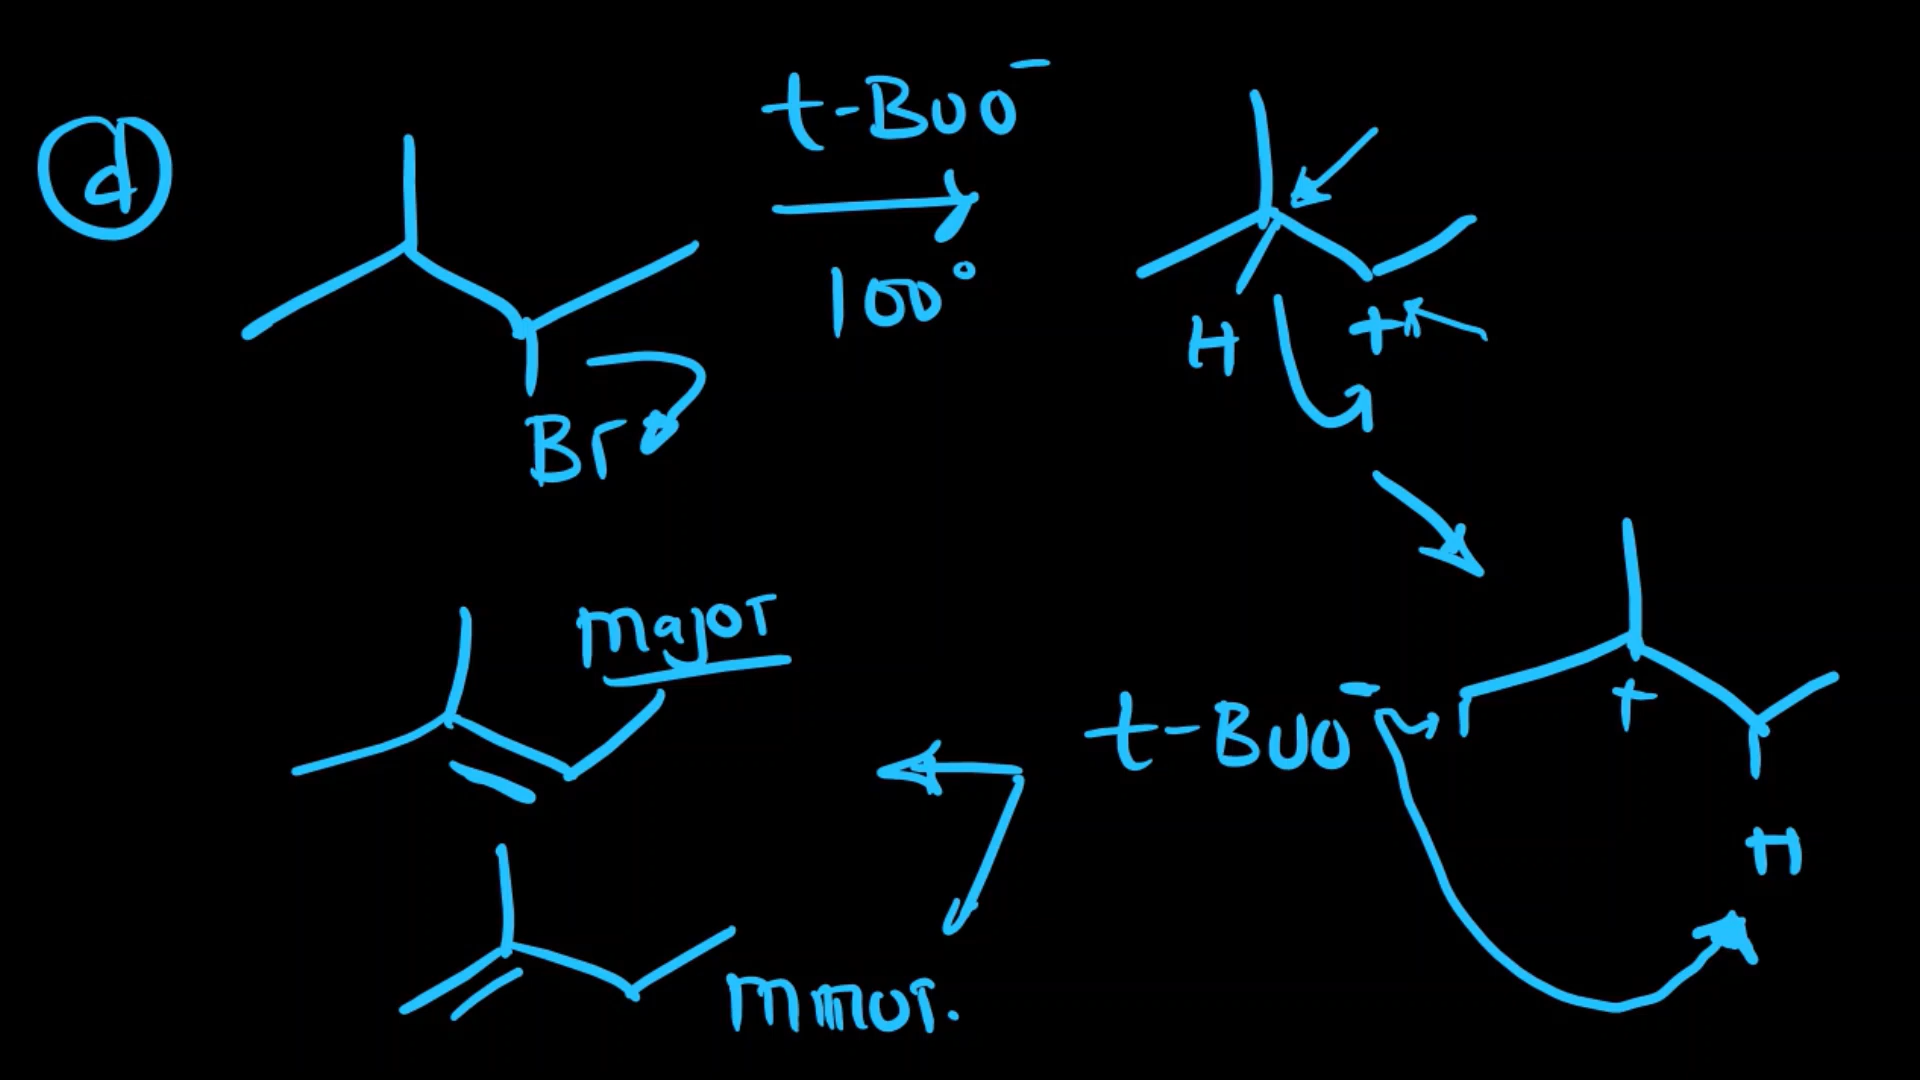 d
t-BuO⁻
100°
Br
H
+
major
t-BuO⁻
+
H
minor.